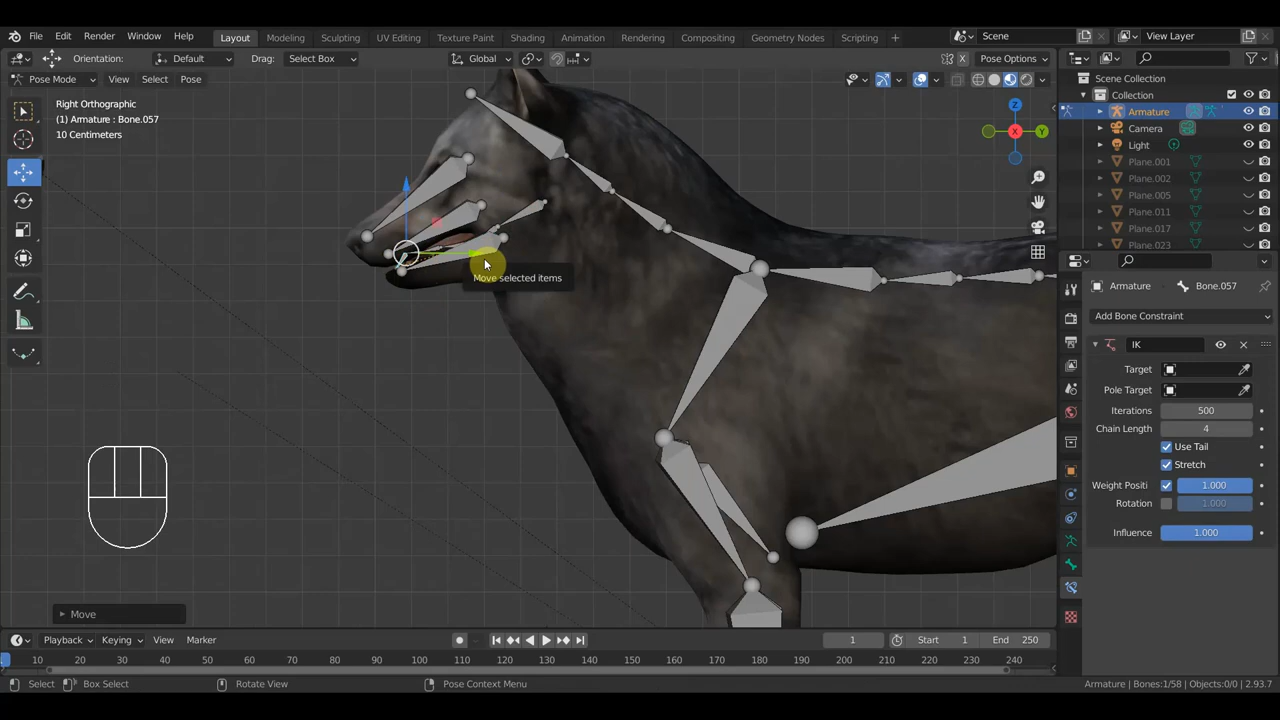 File Edit Render Window Help Layout Modeling Sculpting UV Editing Texture Paint Shading Animation Rendering Compositing Geometry Nodes Scripting + Scene View Layer
Orientation: Default Drag: Select Box Global Pose Options
Pose Mode View Select Pose
Right Orthographic
(1) Armature : Bone.057
10 Centimeters
Z
Y
X
Move selected items
Move
Scene Collection
Collection
Armature
Camera
Light
Plane.001
Plane.002
Plane.005
Plane.011
Plane.017
Plane.023
Armature Bone.057
Add Bone Constraint
IK
Target
Pole Target
Iterations 500
Chain Length 4
Use Tail
Stretch
Weight Positi 1.000
Rotation 1.000
Influence 1.000
Playback Keying View Marker 1 Start 1 End 250
10 20 30 40 50 60 70 80 90 100 110 120 130 140 150 160 170 180 190 200 210 220 230 240
Select Box Select Rotate View Pose Context Menu Armature | Bones:1/58 | Objects:0/0 | 2.93.7